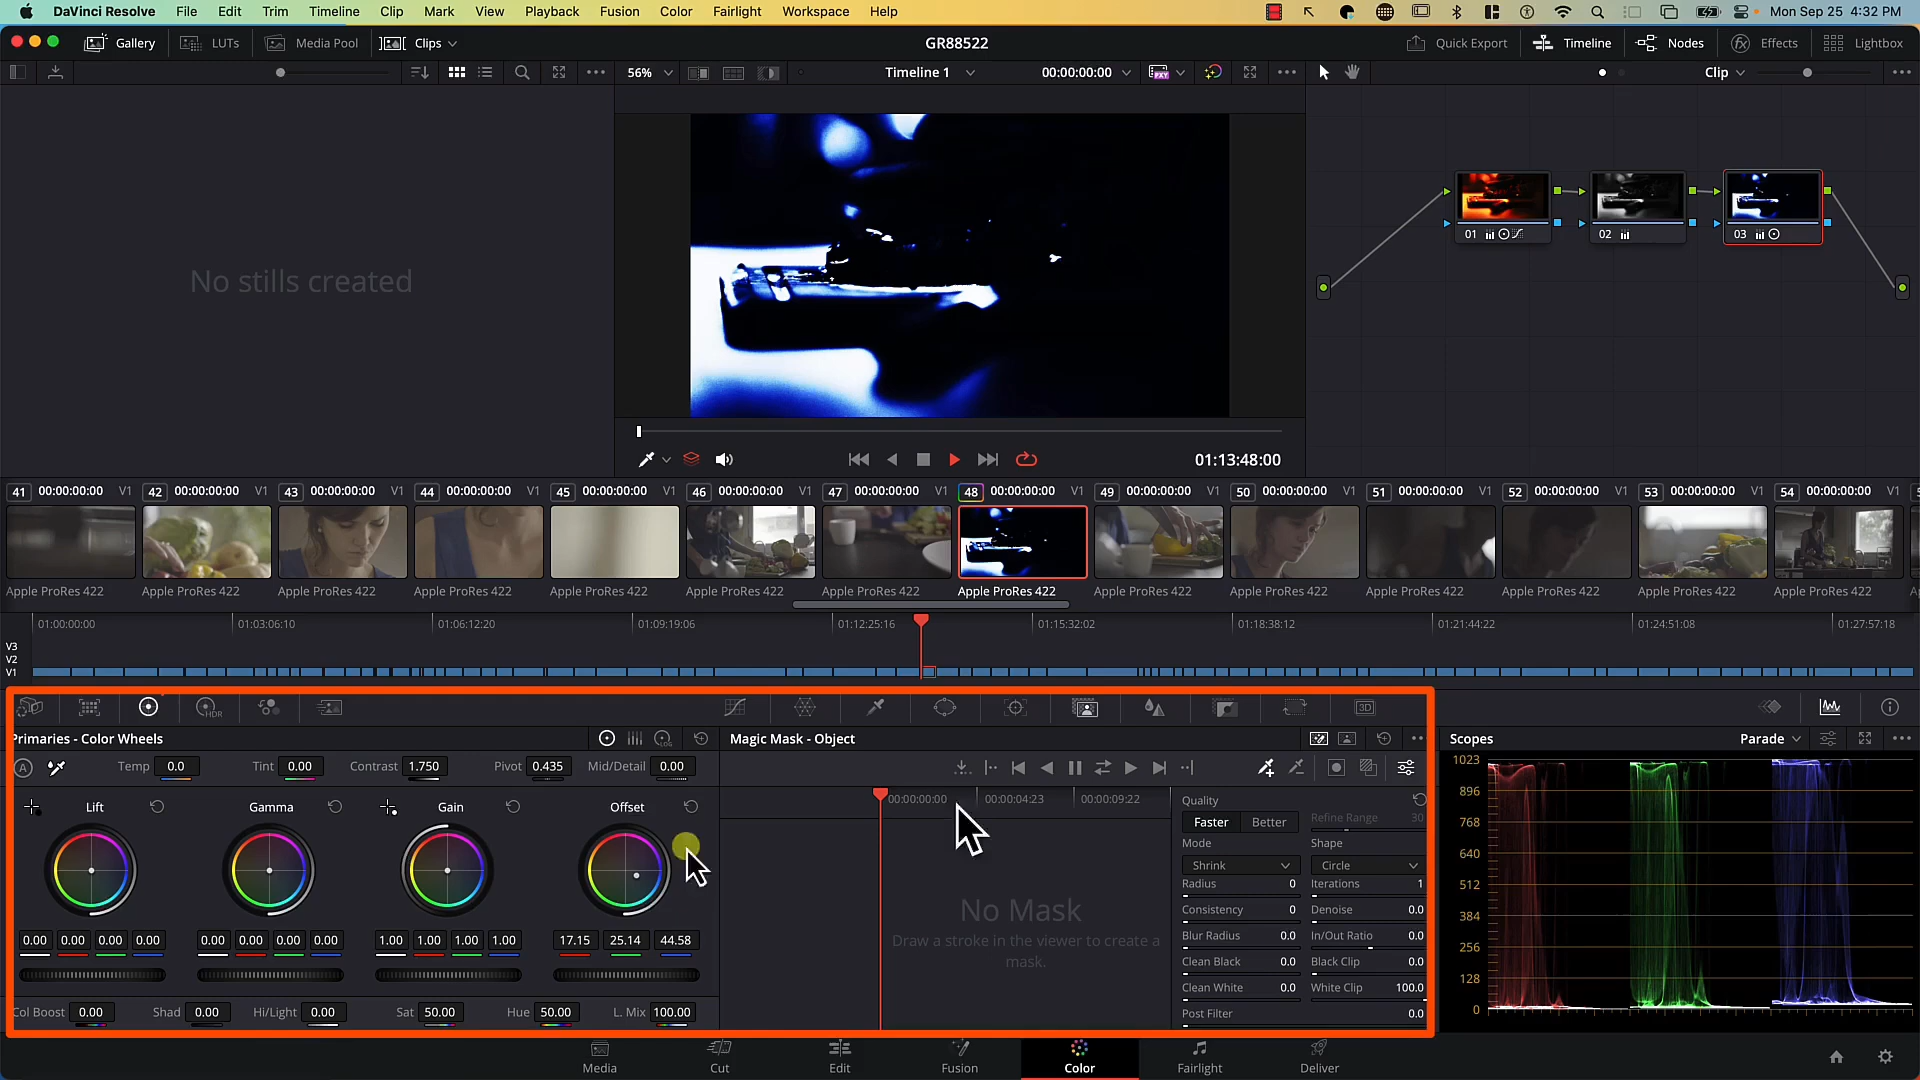 DaVinci Resolve File Edit Trim Timeline Clip Mark View Playback Fusion Color Fairlight Workspace Help Mon Sep 25 4:32 PM
Gallery LUTs Media Pool Clips GR88522 Quick Export Timeline Nodes Effects Lightbox
56% Timeline 1 00:00:00:00 PXY Clip
No stills created
01 02 03
01:13:48:00
41 00:00:00:00 V1 42 00:00:00:00 V1 43 00:00:00:00 V1 44 00:00:00:00 V1 45 00:00:00:00 V1 46 00:00:00:00 V1 47 00:00:00:00 V1 48 00:00:00:00 V1 49 00:00:00:00 V1 50 00:00:00:00 V1 51 00:00:00:00 V1 52 00:00:00:00 V1 53 00:00:00:00 V1 54 00:00:00:00 V1
Apple ProRes 422 Apple ProRes 422 Apple ProRes 422 Apple ProRes 422 Apple ProRes 422 Apple ProRes 422 Apple ProRes 422 Apple ProRes 422 Apple ProRes 422 Apple ProRes 422 Apple ProRes 422 Apple ProRes 422 Apple ProRes 422 Apple ProRes 422
01:00:00:00 01:03:06:10 01:06:12:20 01:09:19:06 01:12:25:16 01:15:32:02 01:18:38:12 01:21:44:22 01:24:51:08 01:27:57:18
V3
V2
V1
HDR 3D
Primaries - Color Wheels LOG Magic Mask - Object Scopes Parade
A Temp 0.0 Tint 0.00 Contrast 1.750 Pivot 0.435 Mid/Detail 0.00
Lift Gamma Gain Offset
0.00 0.00 0.00 0.00 0.00 0.00 0.00 0.00 1.00 1.00 1.00 1.00 17.15 25.14 44.58
Col Boost 0.00 Shad 0.00 Hi/Light 0.00 Sat 50.00 Hue 50.00 L. Mix 100.00
00:00:00:00 00:00:04:23 00:00:09:22
No Mask
Draw a stroke in the viewer to create a
mask.
Quality
Faster Better Refine Range 30
Mode Shape
Shrink Circle
Radius 0 Iterations 1
Consistency 0 Denoise 0.0
Blur Radius 0.0 In/Out Ratio 0.0
Clean Black 0.0 Black Clip 0.0
Clean White 0.0 White Clip 100.0
Post Filter 0.0
1023
896
768
640
512
384
256
128
0
Media Cut Edit Fusion Color Fairlight Deliver